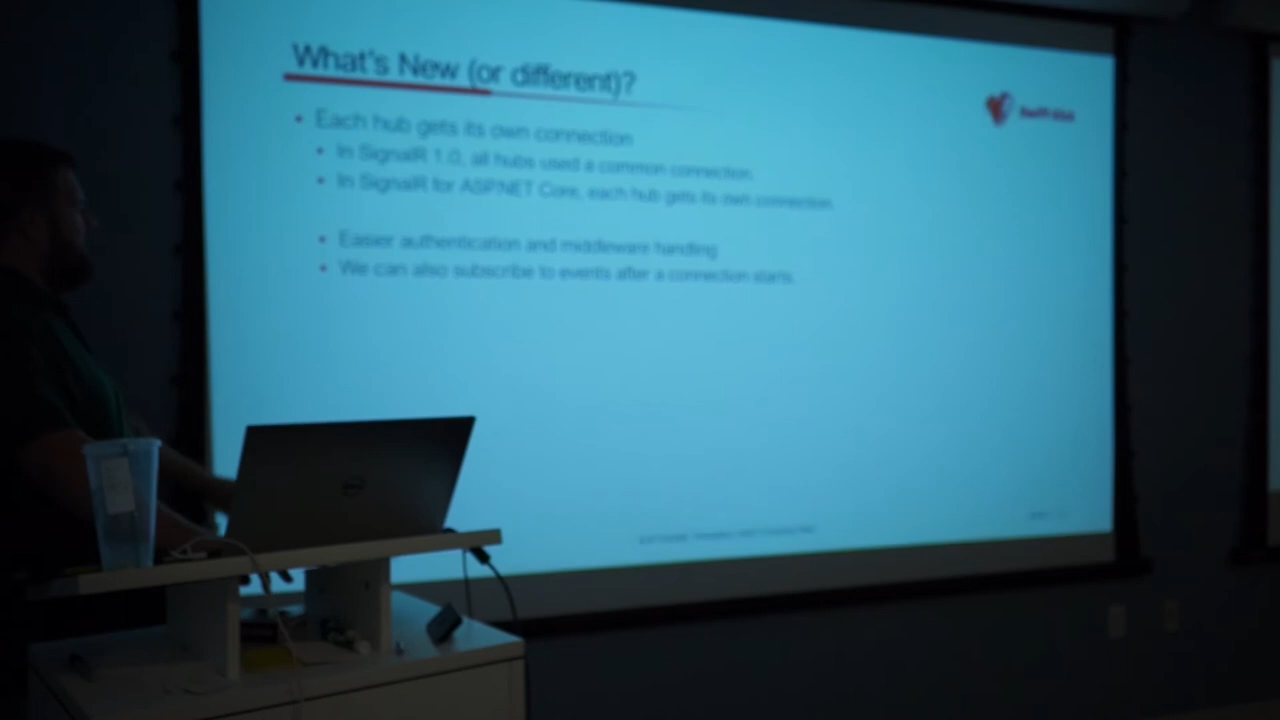 What's New (or different)?
• Each hub gets its own connection
• In SignalR 1.0, all hubs used a common connection.
• In SignalR for ASP.NET Core, each hub gets its own connection.
• Easier authentication and middleware handling
• We can also subscribe to events after a connection starts.
DELL